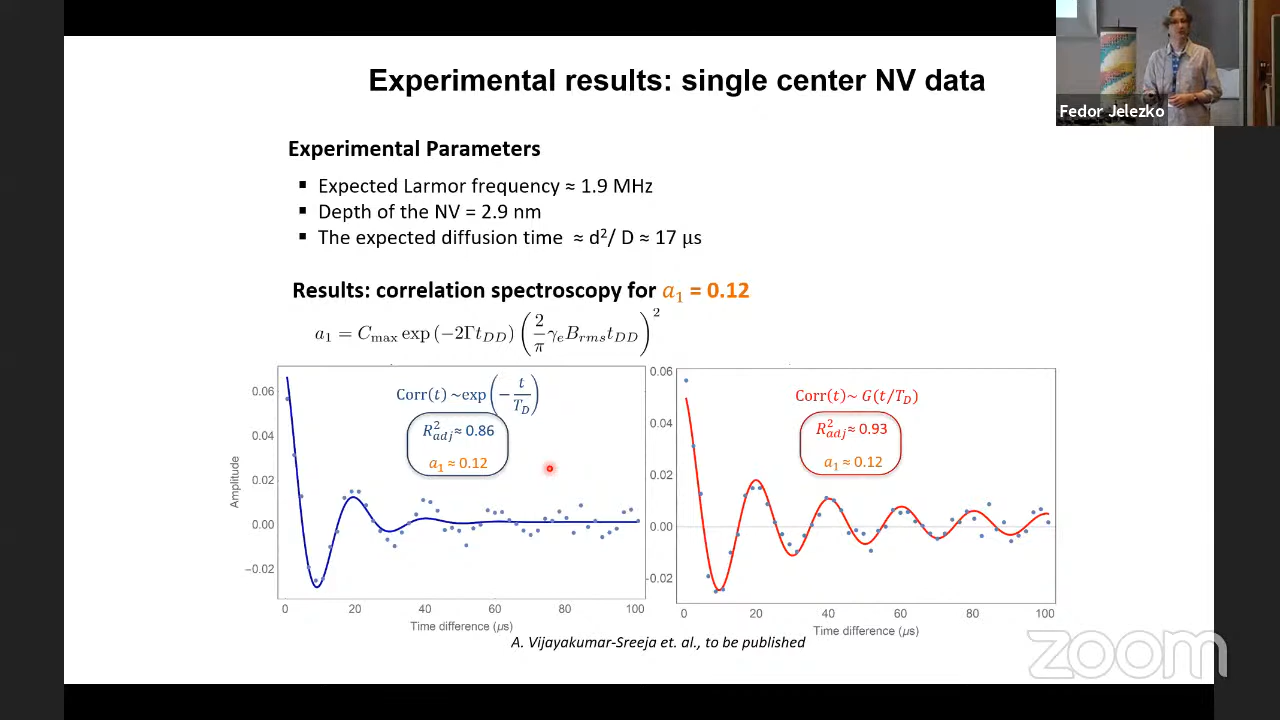 Experimental results: single center NV data
Fedor Jelezko
Experimental Parameters
▪ Expected Larmor frequency ≈ 1.9 MHz
▪ Depth of the NV = 2.9 nm
▪ The expected diffusion time ≈ d²/ D ≈ 17 µs
Results: correlation spectroscopy for a₁ = 0.12
a₁ = C_max exp (−2Γt_DD) (2/π γ_e B_rms t_DD)²
0.06
0.04
0.02
0.00
−0.02
Amplitude
Corr(t) ~exp(−t/T_D)
R²_adj ≈ 0.86
a₁ ≈ 0.12
0 20 40 60 80 100
Time difference (µs)
0.06
0.04
0.02
0.00
-0.02
Corr(t)~ G(t/T_D)
R²_adj ≈ 0.93
a₁ ≈ 0.12
0 20 40 60 80 100
Time difference (µs)
A. Vijayakumar-Sreeja et. al., to be published
zoom